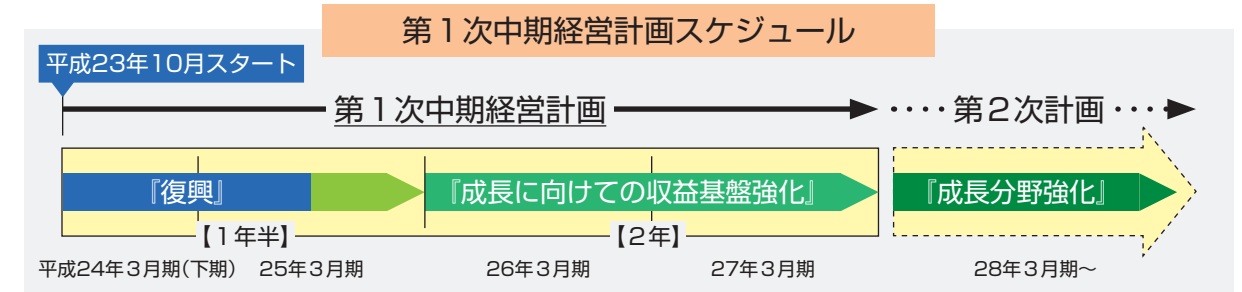 第1次中期経営計画スケジュール
平成23年10月スタート
第1次中期経営計画
第2次計画
『復興』
『成長に向けての収益基盤強化』
『成長分野強化』
【1年半】
【2年】
平成24年3月期(下期)
25年3月期
26年3月期
27年3月期
28年3月期〜